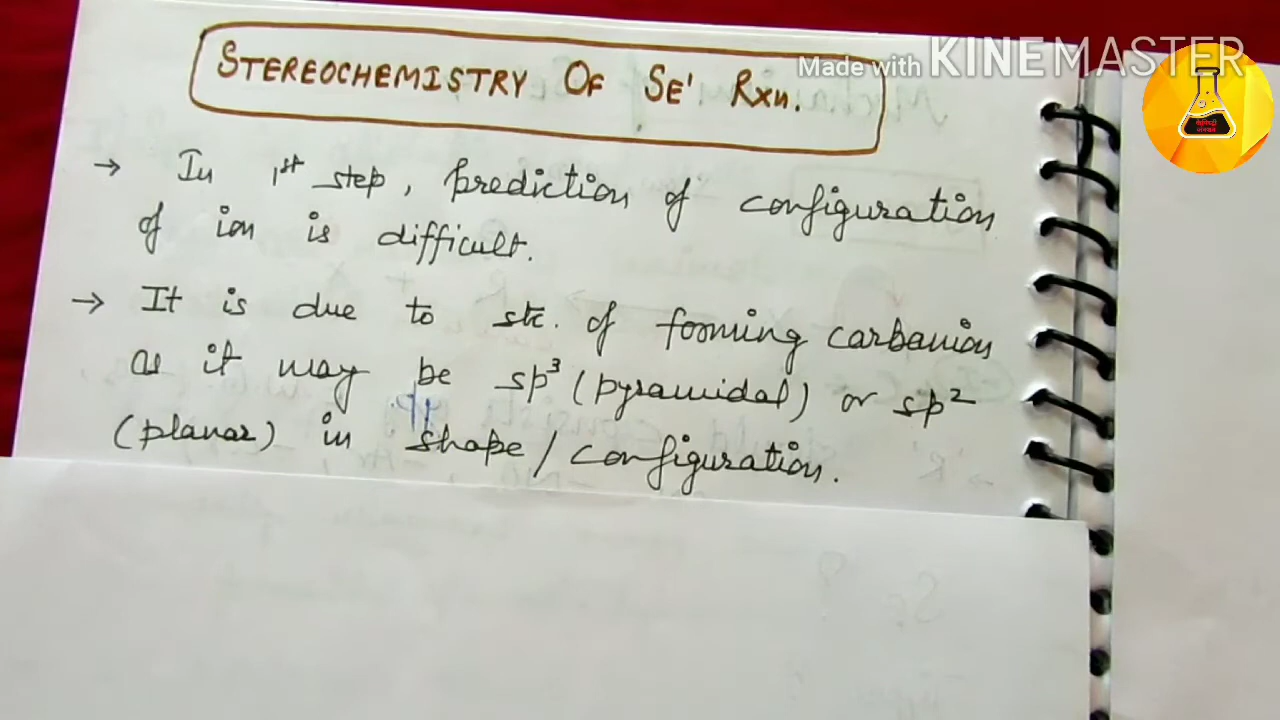 Made with KINEMASTER
STEREOCHEMISTRY OF SE' Rxn.
→ In 1st step, prediction of configuration
of ion is difficult.
→ It is due to stc. of forming carbanion
as it may be sp³ (pyramidal) or sp²
(planar) in shape / configuration.